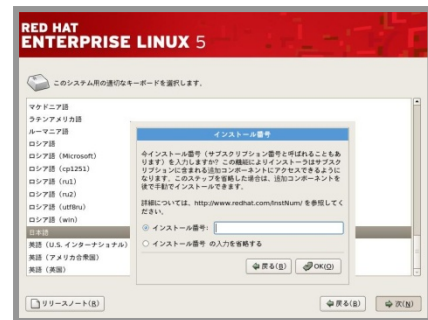 RED HAT
ENTERPRISE LINUX 5
このシステム用の適切なキーボードを選択します。
マケドニア語
ラテンアメリカ語
ルーマニア語
ロシア語
ロシア語 (Microsoft)
ロシア語 (cp1251)
ロシア語 (ru1)
ロシア語 (ru2)
ロシア語 (utf8ru)
ロシア語 (win)
日本語
英語 (U.S. インターナショナル)
英語 (アメリカ合衆国)
英語 (英国)
インストール番号
今インストール番号（サブスクリプション番号と呼ばれることもあ
ります）を入力しますか? この機能によりインストーラはサブスク
リプションに含まれる追加コンポーネントにアクセスできるように
なります。このステップを省略した場合は、追加コンポーネントを
後で手動でインストールできます。
詳細については、http://www.redhat.com/InstNum/ を参照してく
ださい。
インストール番号:
インストール番号 の入力を省略する
戻る(B)
OK(O)
リリースノート(R)
戻る(B)
次(N)